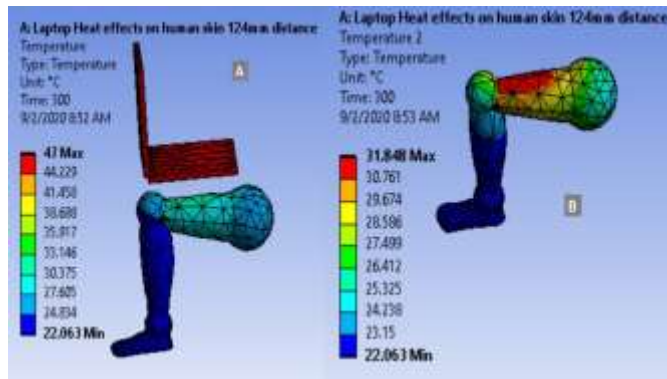 A: Laptop Heat effects on human skin 124mm distance
Temperature
Type: Temperature
Unit: °C
Time: 300
9/2/2020 8:52 AM
A
47 Max
44.229
41.458
38.688
35.917
33.146
30.375
27.605
24.834
22.063 Min
A: Laptop Heat effects on human skin 124mm distance
Temperature 2
Type: Temperature
Unit: °C
Time: 300
9/2/2020 8:53 AM
31.848 Max
30.761
29.674
28.586
27.499
26.412
25.325
24.238
23.15
22.063 Min